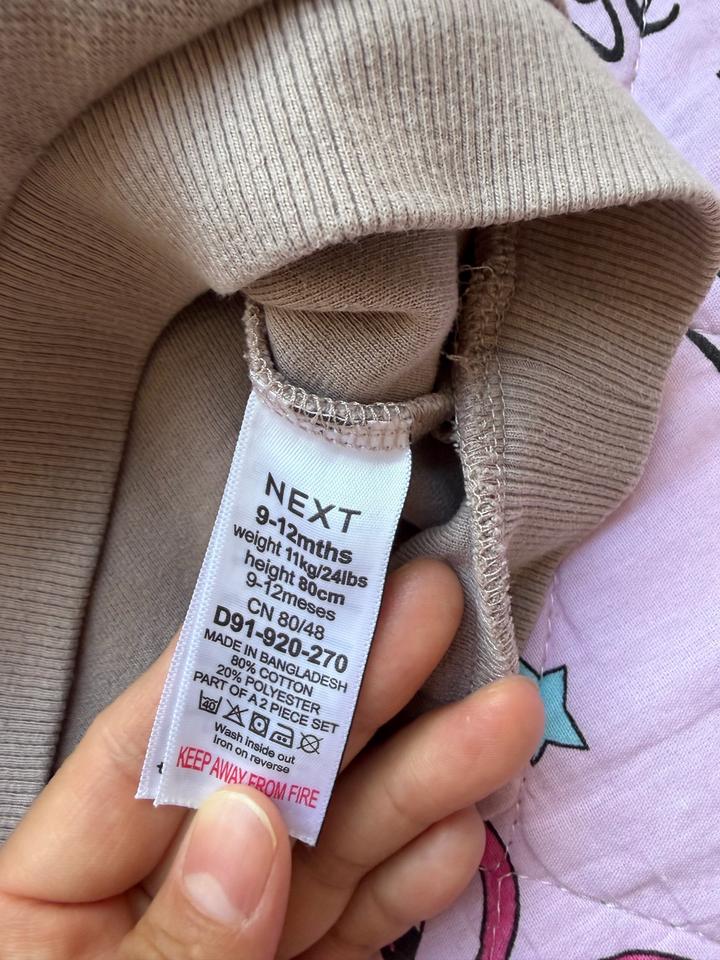 NEXT
9-12mths
weight 11kg/24lbs
height 80cm
9-12meses
CN 80/48
D91-920-270
MADE IN BANGLADESH
80% COTTON
20% POLYESTER
PART OF A 2 PIECE SET
40
Wash inside out
iron on reverse
KEEP AWAY FROM FIRE